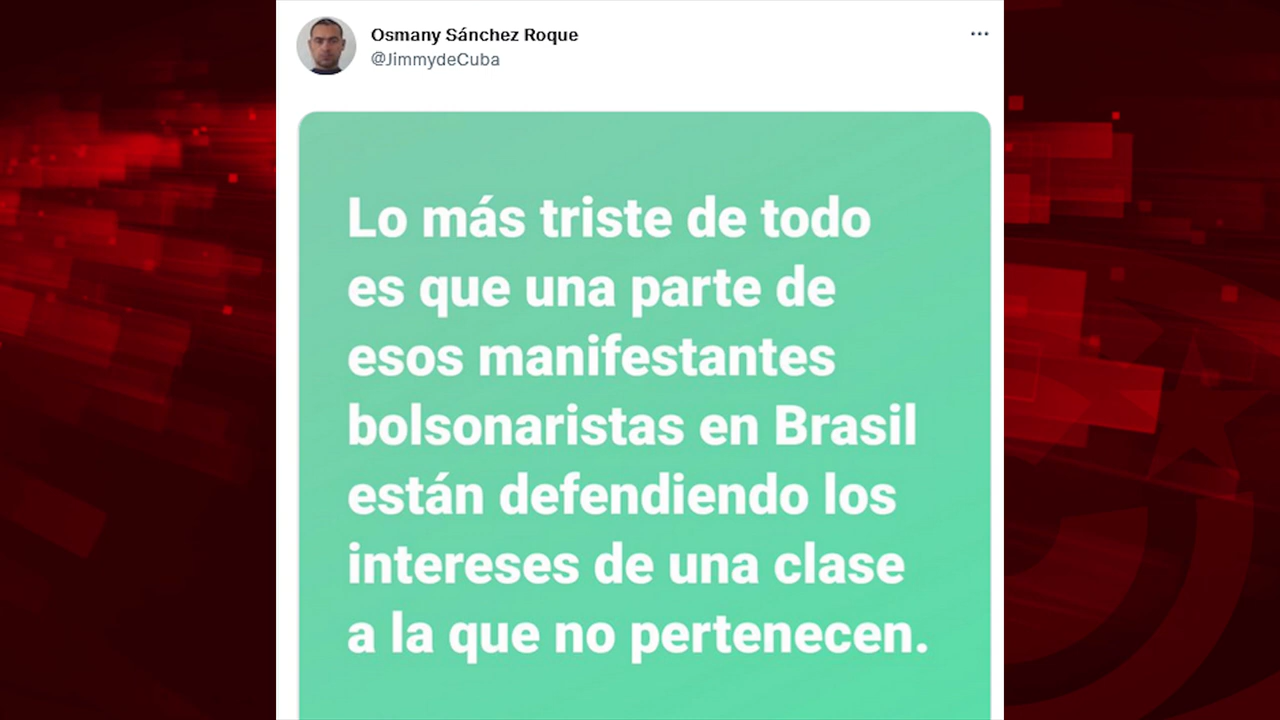 Osmany Sánchez Roque
@JimmydeCuba
Lo más triste de todo
es que una parte de
esos manifestantes
bolsonaristas en Brasil
están defendiendo los
intereses de una clase
a la que no pertenecen.